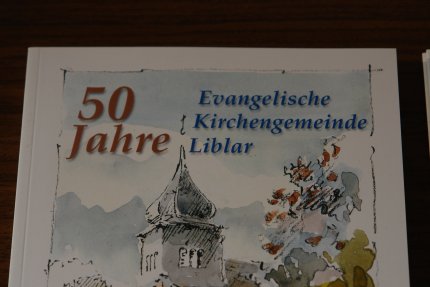 50
Jahre
Evangelische
Kirchengemeinde
Liblar